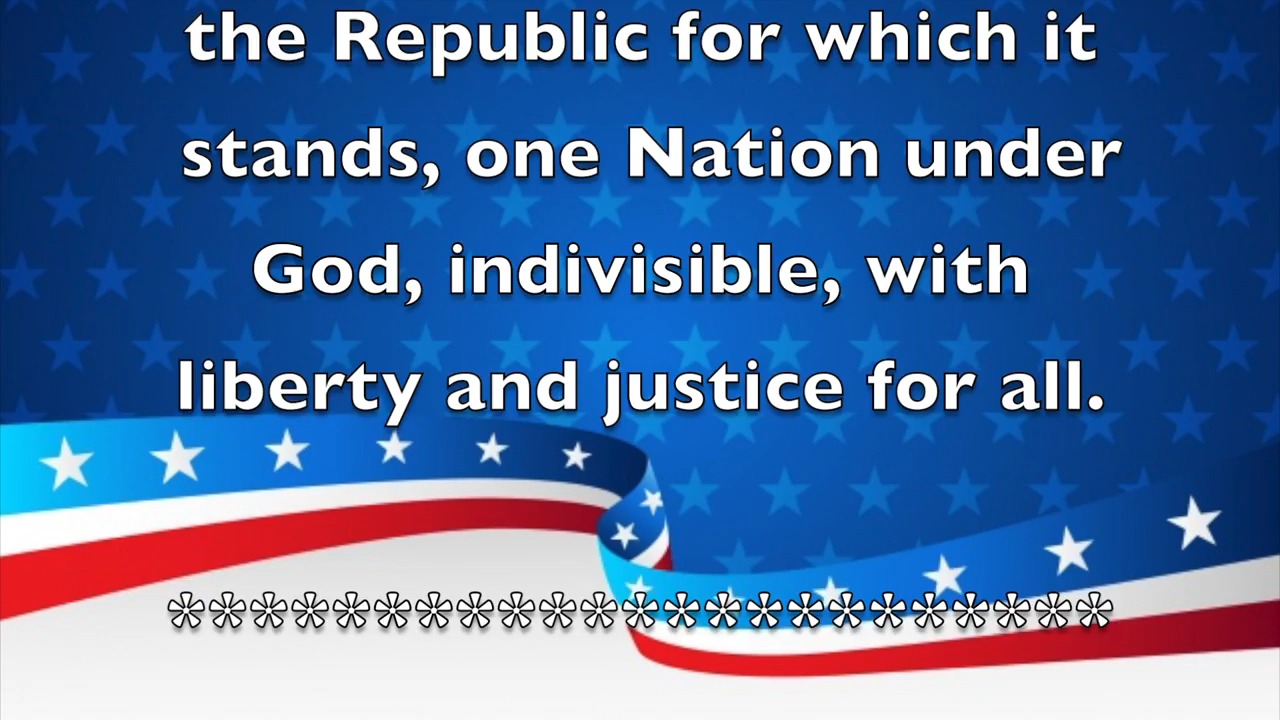 the Republic for which it
stands, one Nation under
God, indivisible, with
liberty and justice for all.
***********************